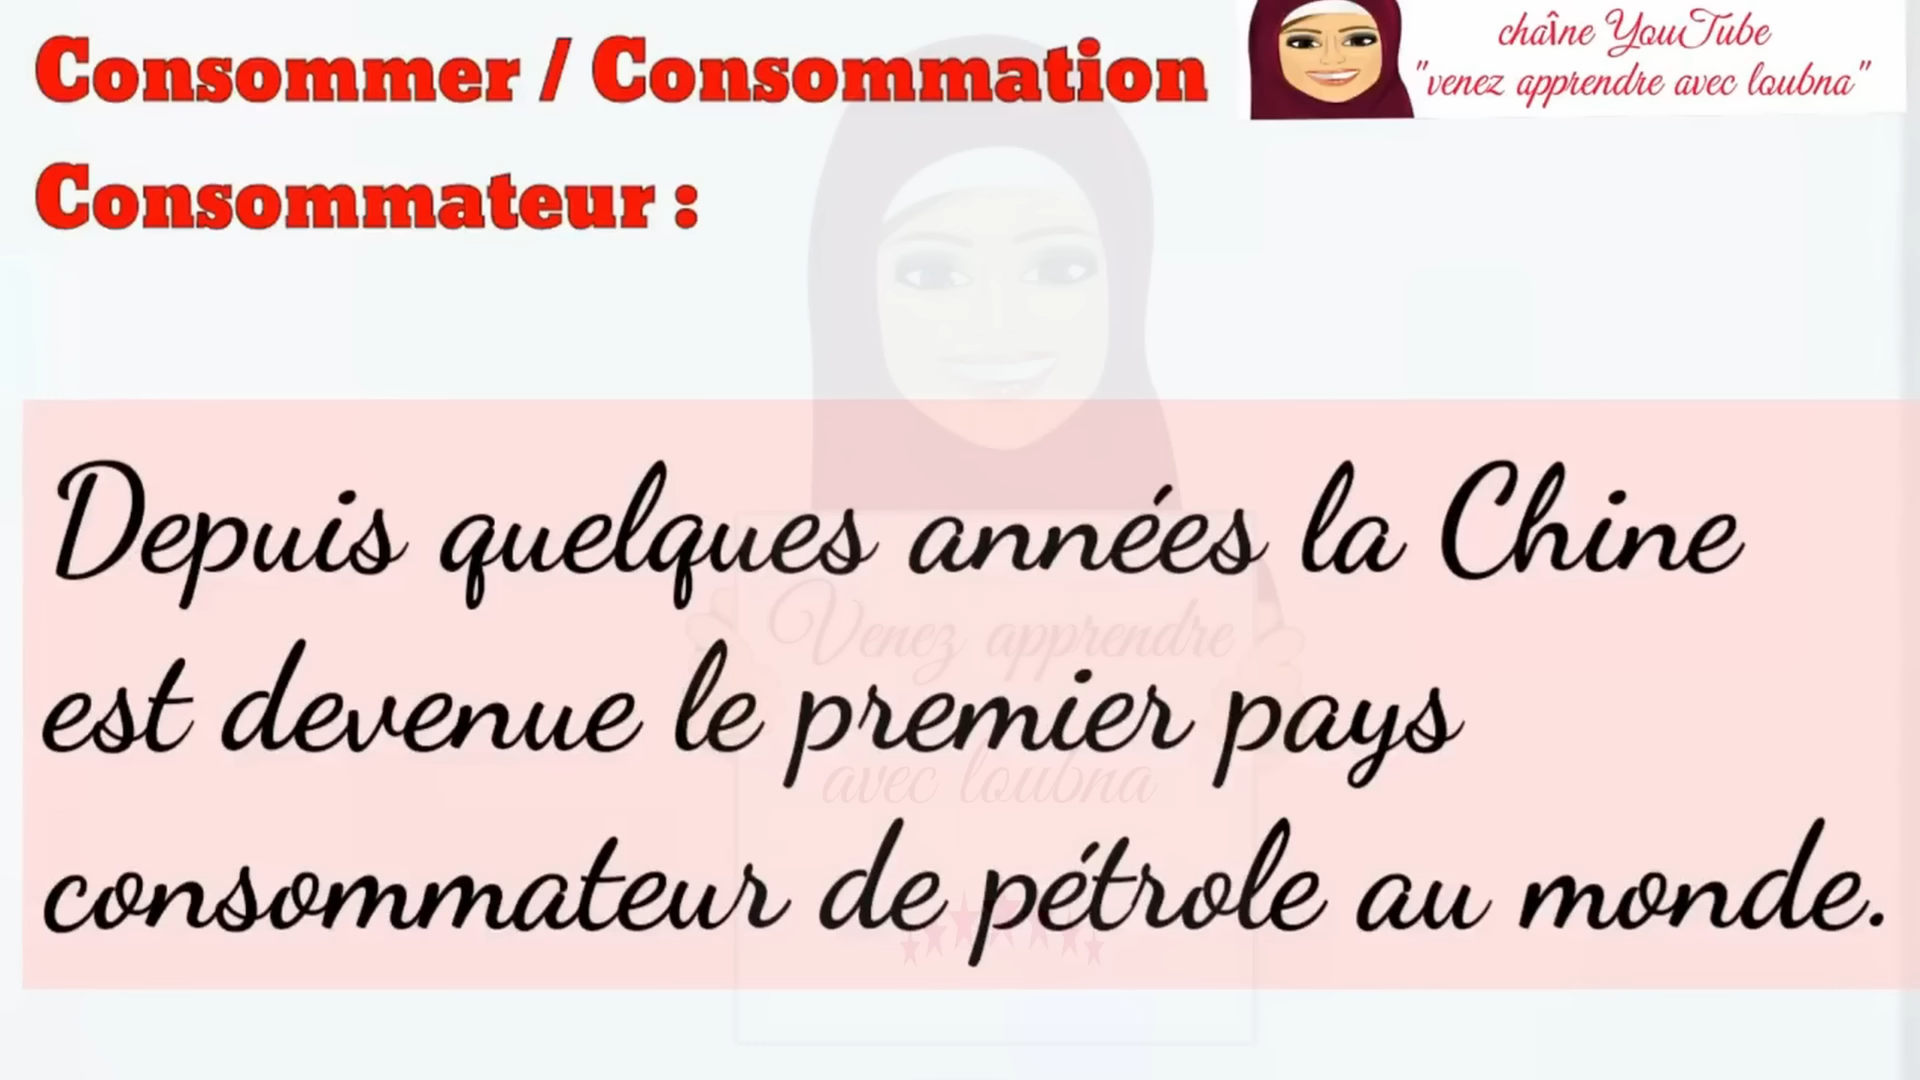 Consommer / Consommation
Consommateur :
chaîne YouTube
"venez apprendre avec loubna"
Depuis quelques années la Chine
est devenue le premier pays
consommateur de pétrole au monde.
Venez apprendre
avec loubna